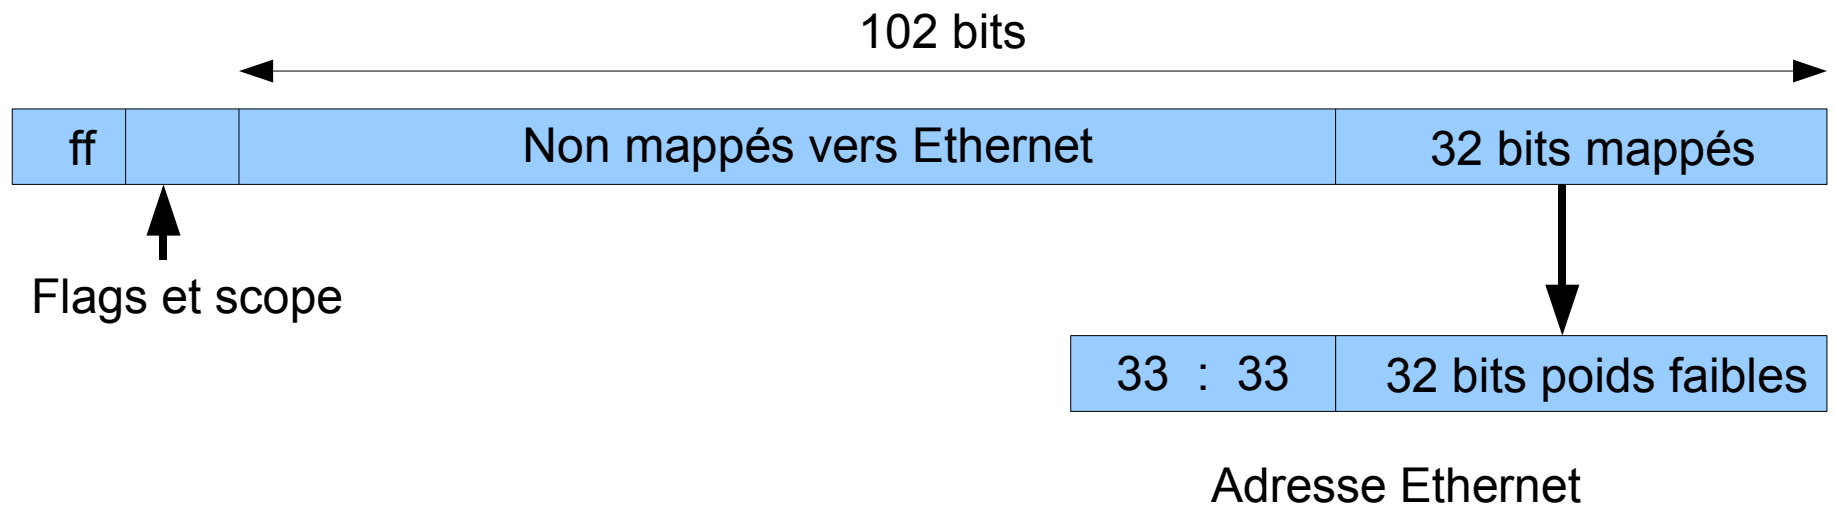 102 bits
ff Non mappés vers Ethernet 32 bits mappés
Flags et scope
33 : 33 32 bits poids faibles
Adresse Ethernet